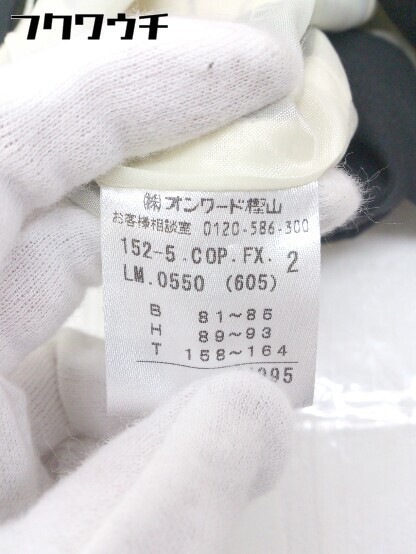 フクワウチ
㈱オンワード樫山
お客様相談室 0120-586-300
152-5.COP.FX. 2
LM.0550 (605)
B 81~85
H 89~93
T 158~164